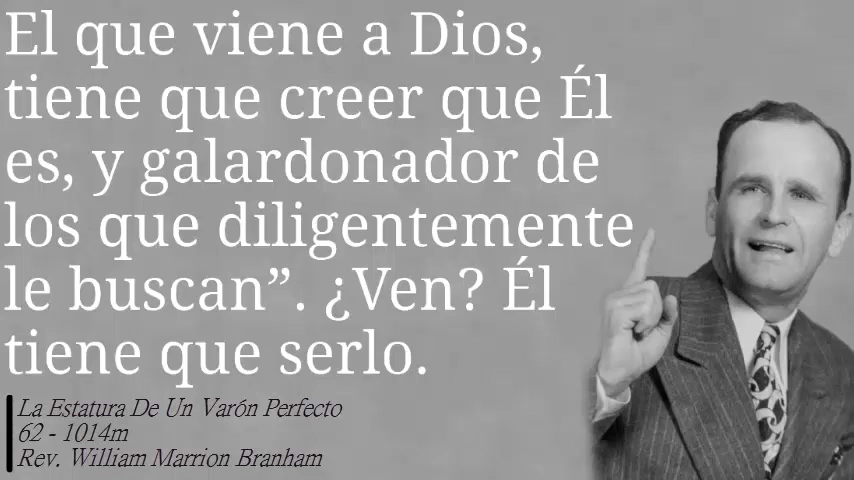 El que viene a Dios,
tiene que creer que Él
es, y galardonador de
los que diligentemente
le buscan”. ¿Ven? Él
tiene que serlo.
La Estatura De Un Varón Perfecto
62 - 1014m
Rev. William Marrion Branham